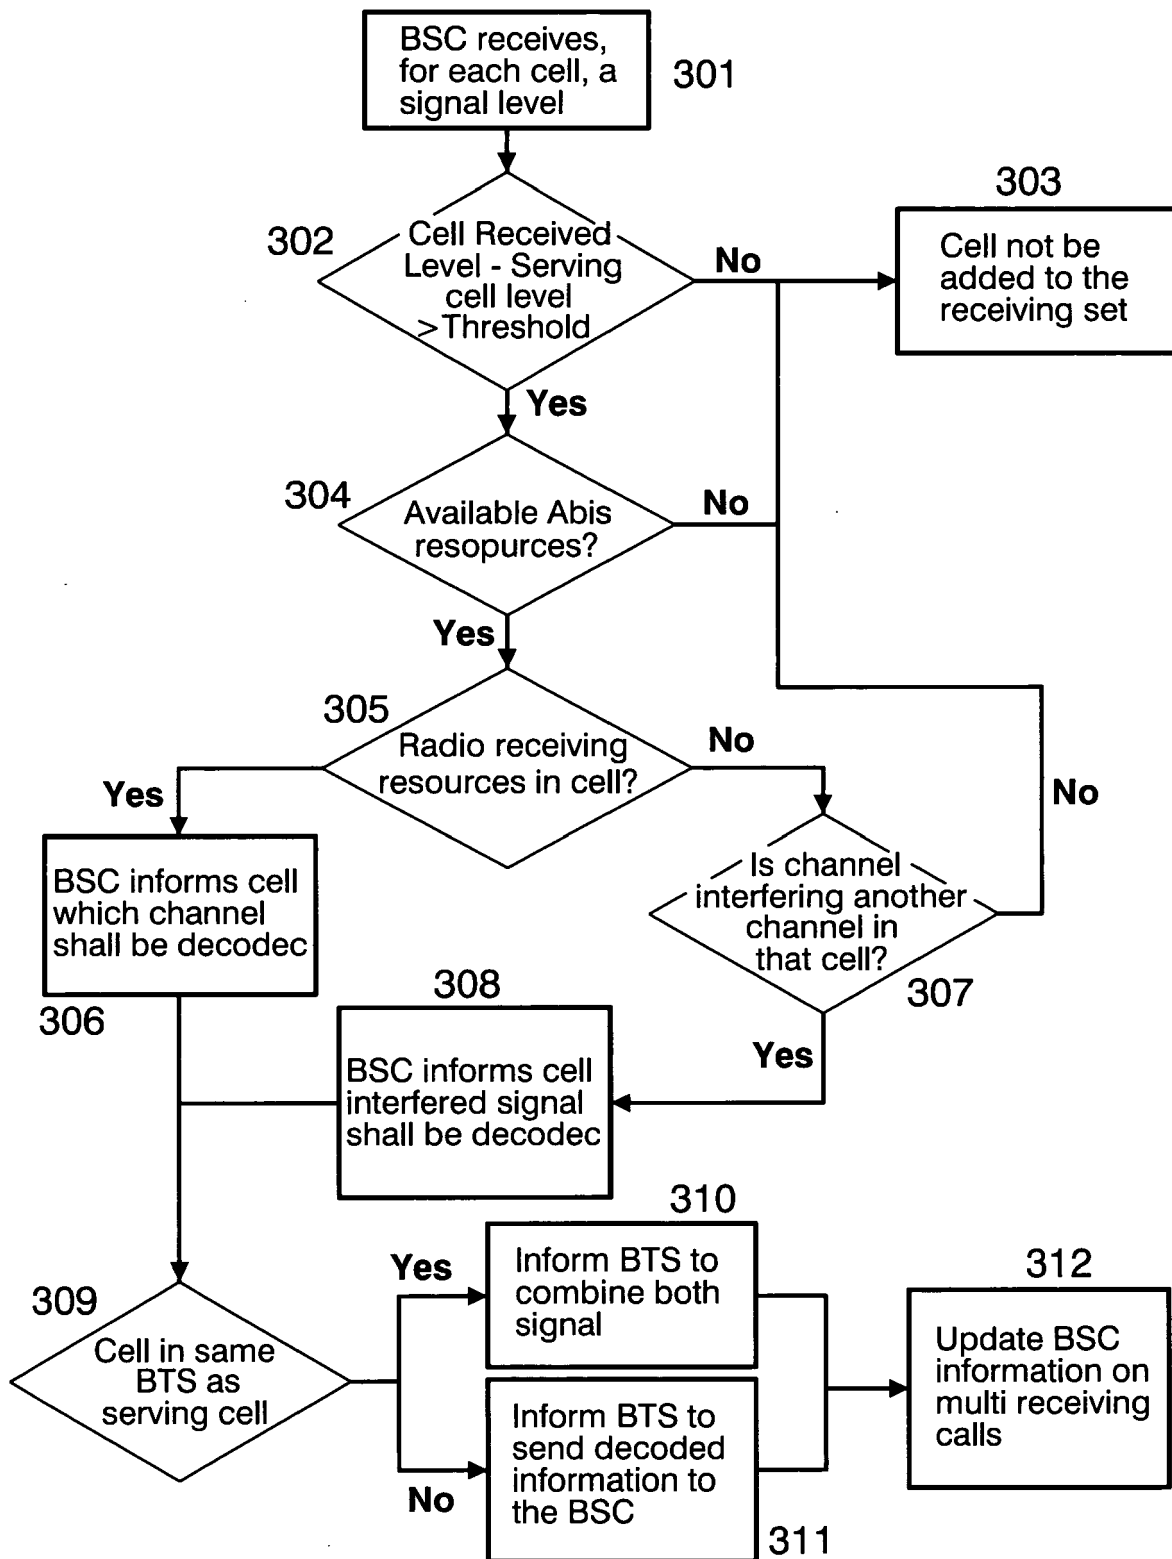 BSC receives,
for each cell, a
signal level
301
303
302
Cell Received
Level - Serving
cell level
>Threshold
No
Cell not be
added to the
receiving set
Yes
304
Available Abis
resopurces?
No
Yes
305
Radio receiving
resources in cell?
No
Yes
No
BSC informs cell
which channel
shall be decodec
306
Is channel
interfering another
channel in
that cell?
307
308
Yes
BSC informs cell
interfered signal
shall be decodec
310
309
Cell in same
BTS as
serving cell
Yes
Inform BTS to
combine both
signal
312
Update BSC
information on
multi receiving
calls
No
Inform BTS to
send decoded
information to
the BSC
311